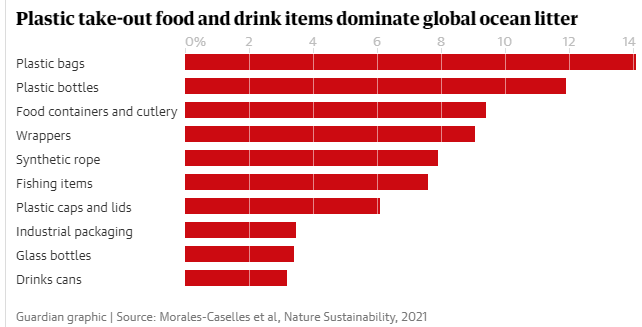 Plastic take-out food and drink items dominate global ocean litter
0% 2 4 6 8 10 12 14
Plastic bags
Plastic bottles
Food containers and cutlery
Wrappers
Synthetic rope
Fishing items
Plastic caps and lids
Industrial packaging
Glass bottles
Drinks cans
Guardian graphic | Source: Morales-Caselles et al, Nature Sustainability, 2021